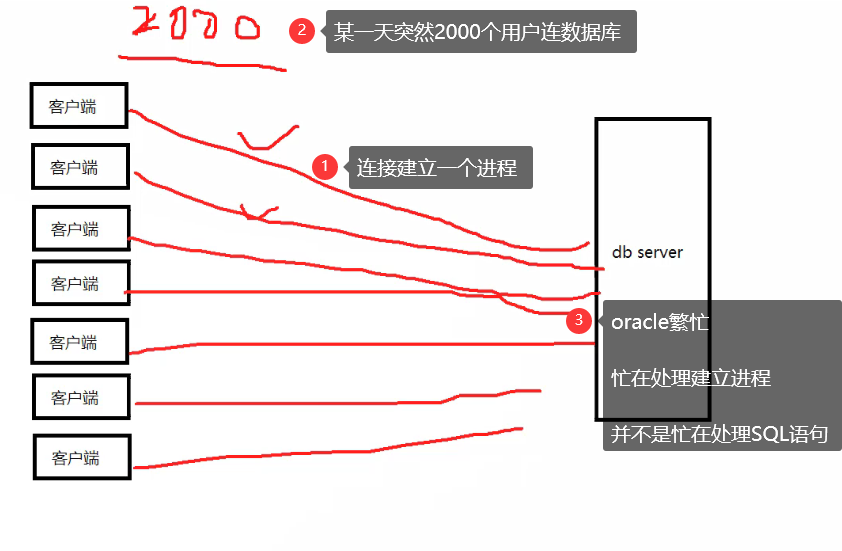 2000
2 某一天突然2000个用户连数据库
客户端
1 连接建立一个进程
客户端
客户端
客户端
客户端
客户端
客户端
db server
3 oracle繁忙
忙在处理建立进程
并不是忙在处理SQL语句